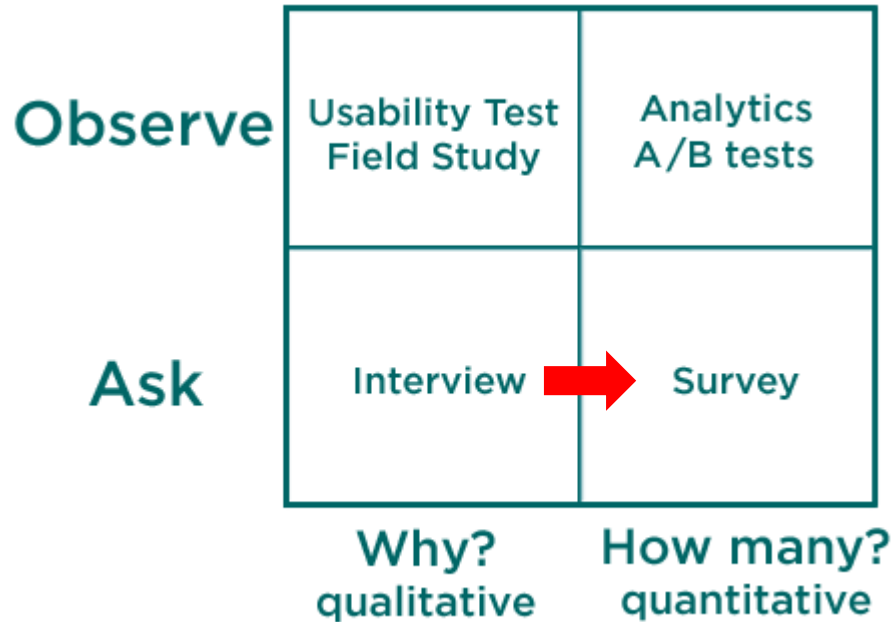 Observe
Usability Test
Field Study
Analytics
A/B tests
Ask
Interview
Survey
Why?
qualitative
How many?
quantitative